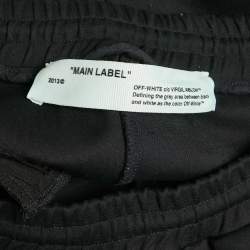 "MAIN LABEL"
2013©
OFF-WHITE c/o VIRGIL ABLOH™
Defining the grey area between black
and white as the color Off-White™